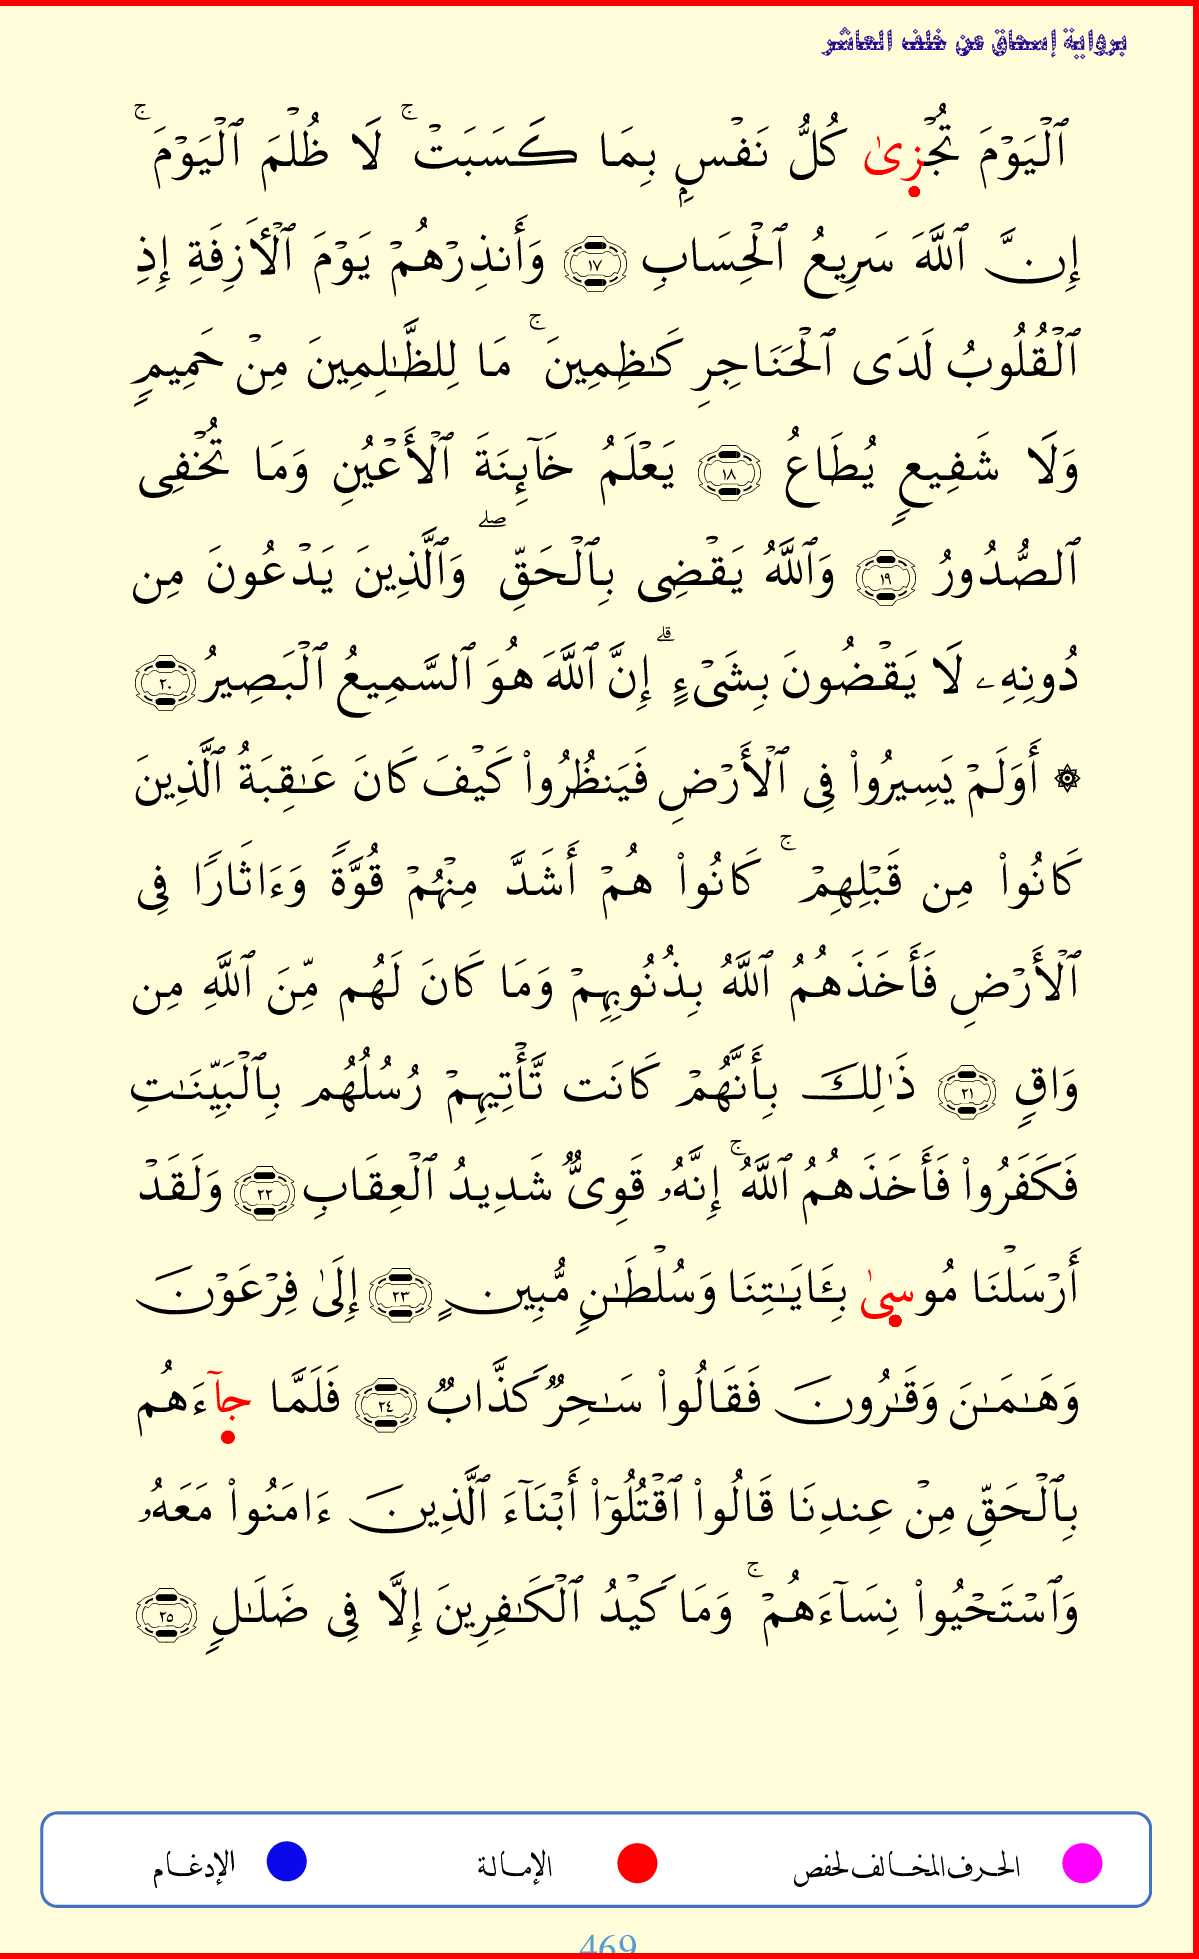 برواية إسحاق عن خلف العاشر
ٱلۡيَوۡمَ تُجۡزِىٰ كُلُّ نَفۡسِۭ بِمَا كَسَبَتۡۚ لَا ظُلۡمَ ٱلۡيَوۡمَۚ
إِنَّ ٱللَّهَ سَرِيعُ ٱلۡحِسَابِ ١٧ وَأَنذِرۡهُمۡ يَوۡمَ ٱلۡأٓزِفَةِ إِذِ
ٱلۡقُلُوبُ لَدَى ٱلۡحَنَاجِرِ كَٰظِمِينَۚ مَا لِلظَّٰلِمِينَ مِنۡ حَمِيمٖ
وَلَا شَفِيعٖ يُطَاعُ ١٨ يَعۡلَمُ خَآئِنَةَ ٱلۡأَعۡيُنِ وَمَا تُخۡفِى
ٱلصُّدُورُ ١٩ وَٱللَّهُ يَقۡضِى بِٱلۡحَقِّۖ وَٱلَّذِينَ يَدۡعُونَ مِن
دُونِهِۦ لَا يَقۡضُونَ بِشَىۡءٍۗ إِنَّ ٱللَّهَ هُوَ ٱلسَّمِيعُ ٱلۡبَصِيرُ ٢٠
۞ أَوَلَمۡ يَسِيرُواْ فِى ٱلۡأَرۡضِ فَيَنظُرُواْ كَيۡفَ كَانَ عَٰقِبَةُ ٱلَّذِينَ
كَانُواْ مِن قَبۡلِهِمۡۚ كَانُواْ هُمۡ أَشَدَّ مِنۡهُمۡ قُوَّةٗ وَءَاثَارٗا فِى
ٱلۡأَرۡضِ فَأَخَذَهُمُ ٱللَّهُ بِذُنُوبِهِمۡ وَمَا كَانَ لَهُم مِّنَ ٱللَّهِ مِن
وَاقٖ ٢١ ذَٰلِكَ بِأَنَّهُمۡ كَانَت تَّأۡتِيهِمۡ رُسُلُهُم بِٱلۡبَيِّنَٰتِ
فَكَفَرُواْ فَأَخَذَهُمُ ٱللَّهُۚ إِنَّهُۥ قَوِىّٞ شَدِيدُ ٱلۡعِقَابِ ٢٢ وَلَقَدۡ
أَرۡسَلۡنَا مُوسِىٰ بِـَٔايَٰتِنَا وَسُلۡطَٰنٖ مُّبِينٍ ٢٣ إِلَىٰ فِرۡعَوۡنَ
وَهَٰمَٰنَ وَقَٰرُونَ فَقَالُواْ سَٰحِرٞ كَذَّابٞ ٢٤ فَلَمَّا جِآءَهُم
بِٱلۡحَقِّ مِنۡ عِندِنَا قَالُواْ ٱقۡتُلُوٓاْ أَبۡنَآءَ ٱلَّذِينَ ءَامَنُواْ مَعَهُۥ
وَٱسۡتَحۡيُواْ نِسَآءَهُمۡۚ وَمَا كَيۡدُ ٱلۡكَٰفِرِينَ إِلَّا فِى ضَلَٰلٖ ٢٥
الحرف المخالف لحفص الإمالة الإدغام
469